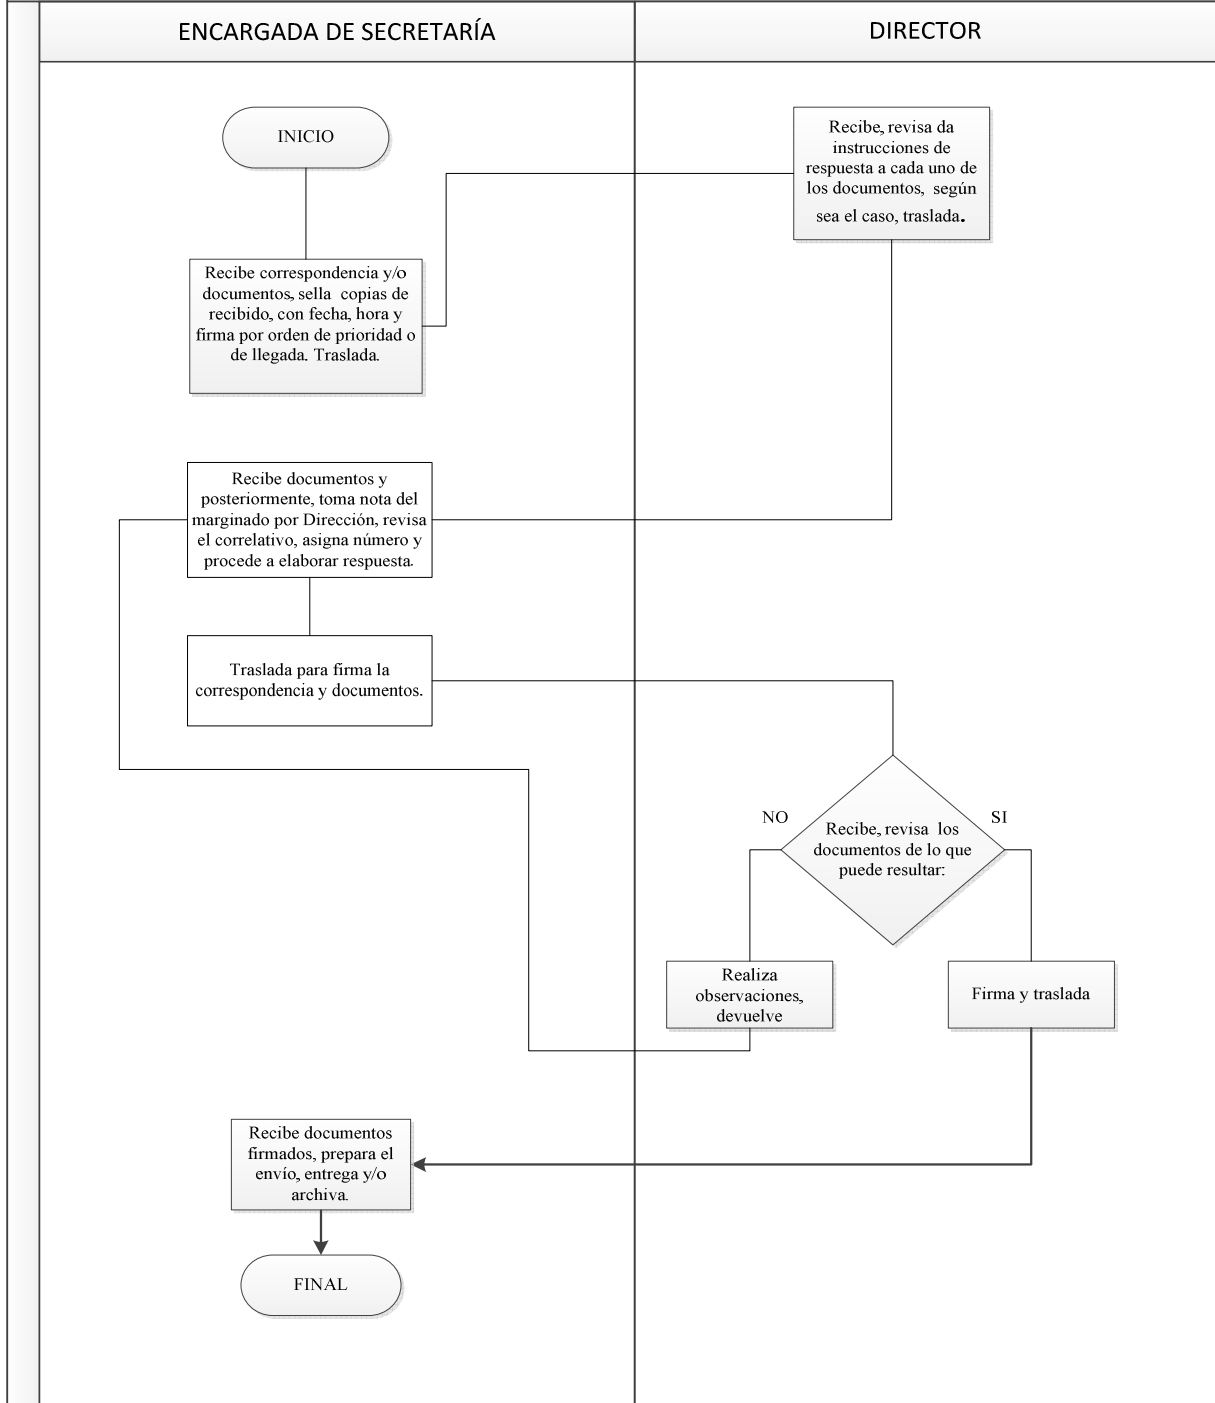 ENCARGADA DE SECRETARÍA
DIRECTOR
INICIO
Recibe, revisa da
instrucciones de
respuesta a cada uno de
los documentos, según
sea el caso, traslada.
Recibe correspondencia y/o
documentos, sella copias de
recibido, con fecha, hora y
firma por orden de prioridad o
de llegada. Traslada.
Recibe documentos y
posteriormente, toma nota del
marginado por Dirección, revisa
el correlativo, asigna número y
procede a elaborar respuesta.
Traslada para firma la
correspondencia y documentos.
NO
SI
Recibe, revisa los
documentos de lo que
puede resultar:
Realiza
observaciones,
devuelve
Firma y traslada
Recibe documentos
firmados, prepara el
envío, entrega y/o
archiva.
FINAL